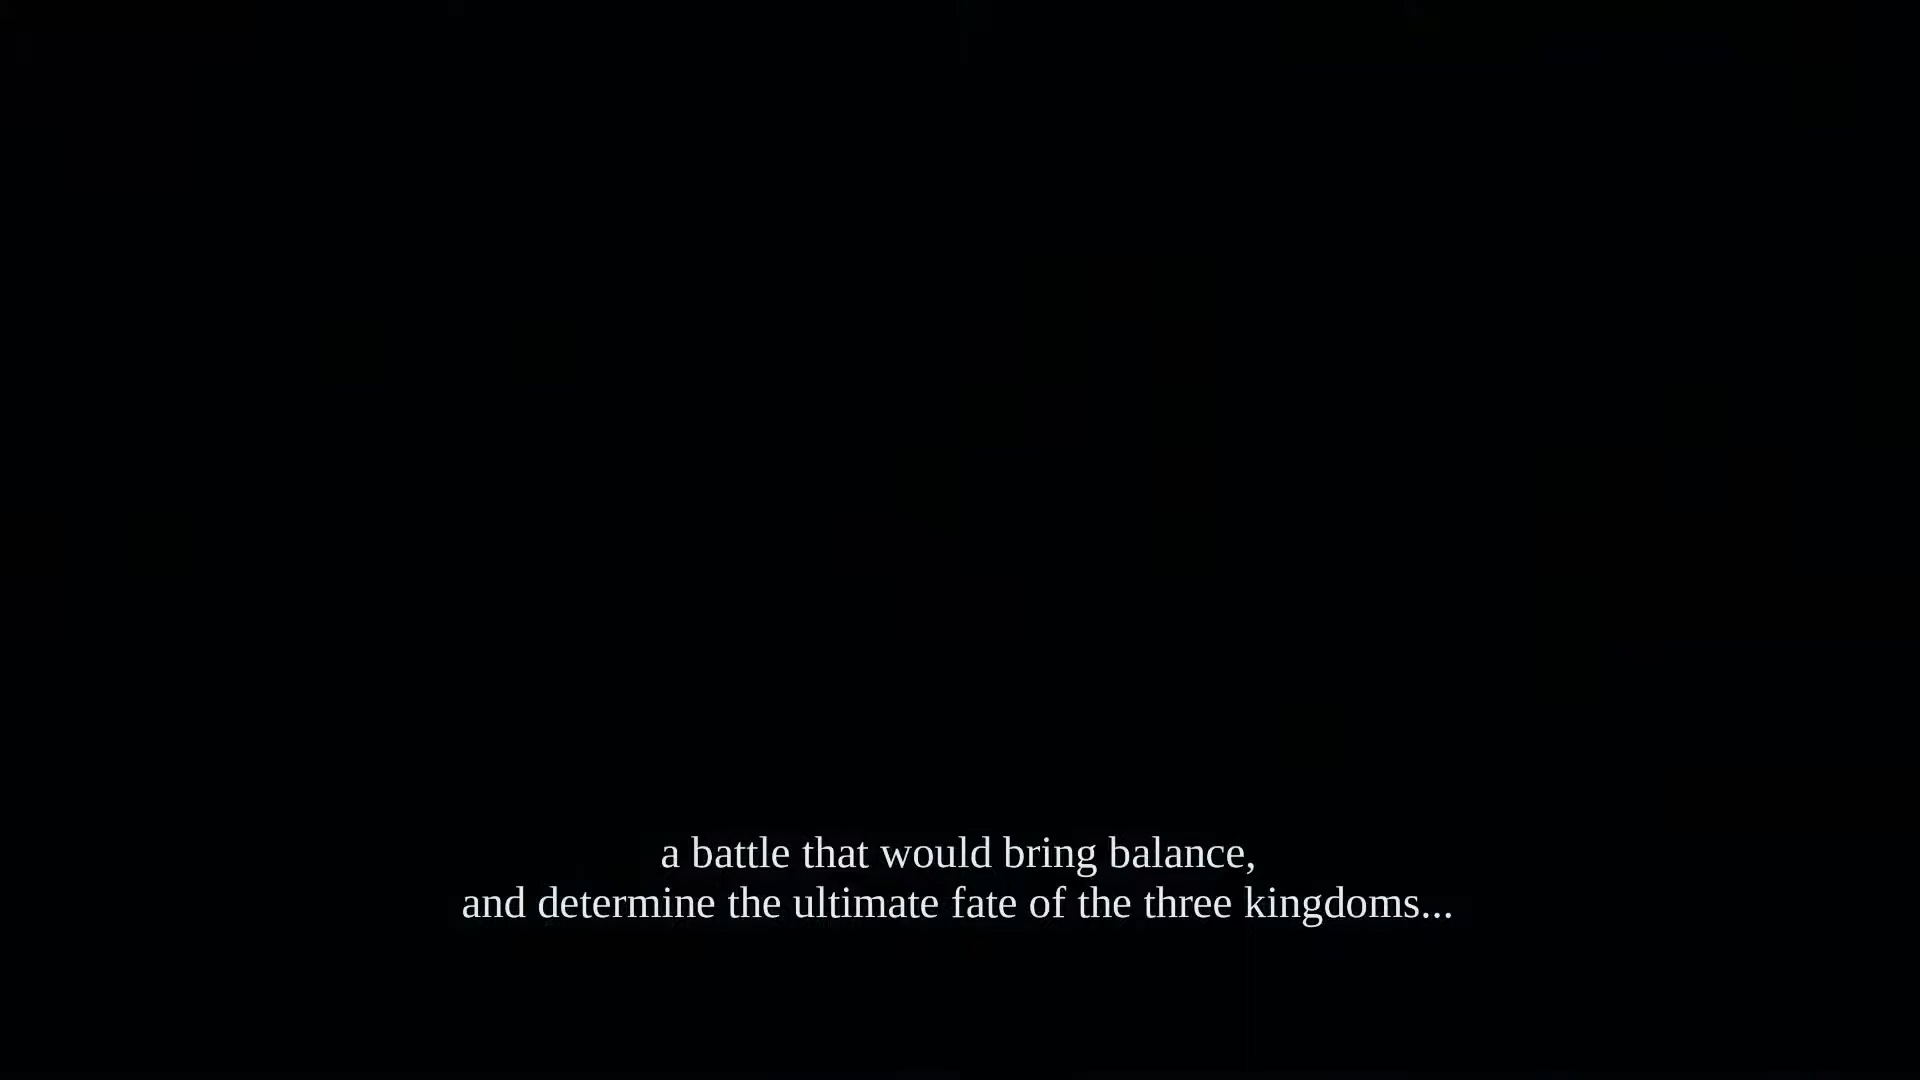 a battle that would bring balance,
and determine the ultimate fate of the three kingdoms...